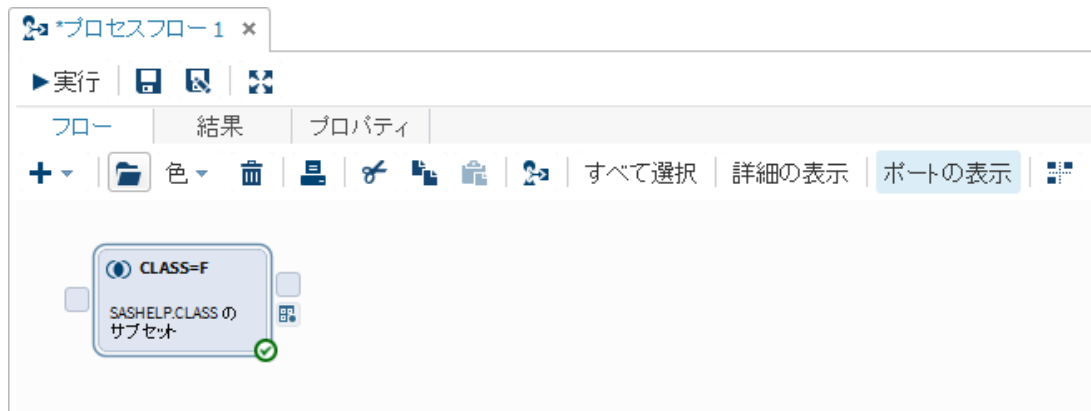 *プロセスフロー 1
実行
フロー 結果 プロパティ
色 すべて選択 詳細の表示 ポートの表示
CLASS=F
SASHELP.CLASS の
サブセット